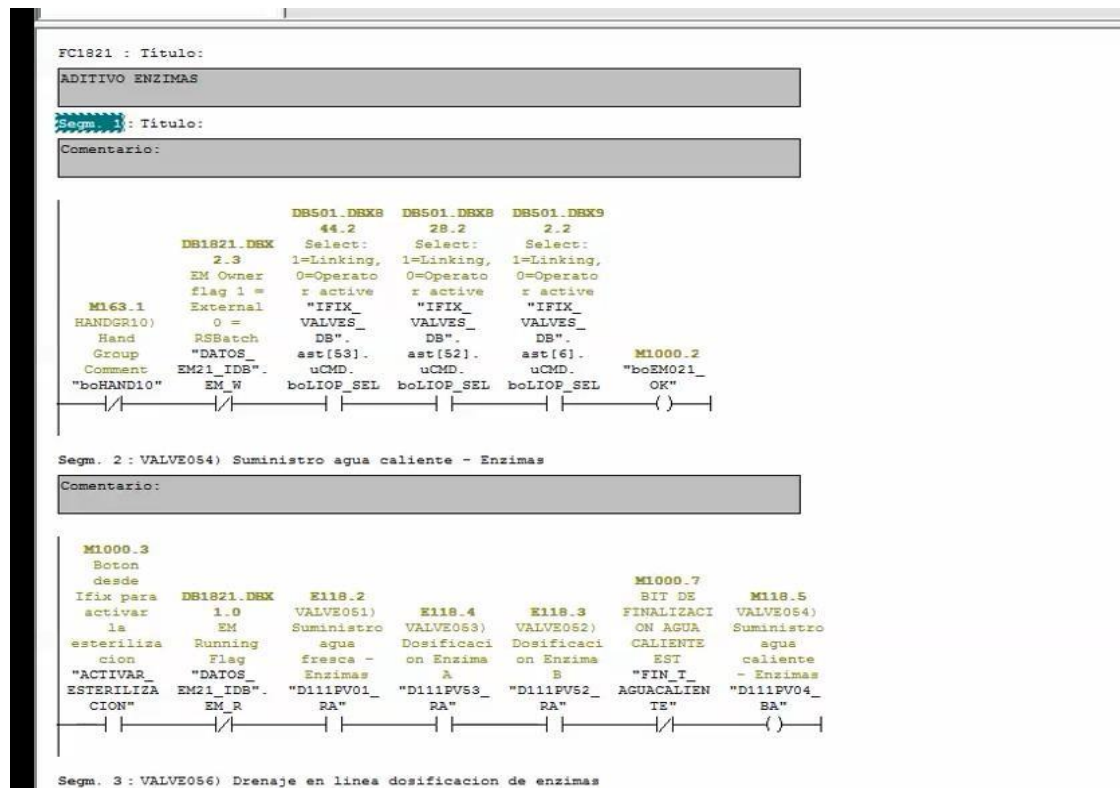 FC1821 : Título:
ADITIVO ENZIMAS
Segm. 1: Título:
Comentario:
M163.1
HANDGR10)
Hand
Group
Comment
"boHAND10"
DB1821.DBX
2.3
EM Owner
flag 1 =
External
0 =
RSBatch
"DATOS_
EM21_IDB".
EM_W
DB501.DBX8
44.2
Select:
1=Linking,
0=Operato
r active
"IFIX_
VALVES_
DB".
ast[53].
uCMD.
boLIOP_SEL
DB501.DBX8
28.2
Select:
1=Linking,
0=Operato
r active
"IFIX_
VALVES_
DB".
ast[52].
uCMD.
boLIOP_SEL
DB501.DBX9
2.2
Select:
1=Linking,
0=Operato
r active
"IFIX_
VALVES_
DB".
ast[6].
uCMD.
boLIOP_SEL
M1000.2
"boEM021_
OK"
Segm. 2 : VALVE054) Suministro agua caliente - Enzimas
Comentario:
M1000.3
Boton
desde
Ifix para
activar
la
esteriliza
cion
"ACTIVAR_
ESTERILIZA
CION"
DB1821.DBX
1.0
EM
Running
Flag
"DATOS_
EM21_IDB".
EM_R
E118.2
VALVE051)
Suministro
agua
fresca -
Enzimas
"D111PV01_
RA"
E118.4
VALVE053)
Dosificaci
on Enzima
A
"D111PV53_
RA"
E118.3
VALVE052)
Dosificaci
on Enzima
B
"D111PV52_
RA"
M1000.7
BIT DE
FINALIZACI
ON AGUA
CALIENTE
EST
"FIN_T_
AGUACALIEN
TE"
M118.5
VALVE054)
Suministro
agua
caliente
- Enzimas
"D111PV04_
BA"
Segm. 3 : VALVE056) Drenaje en linea dosificacion de enzimas